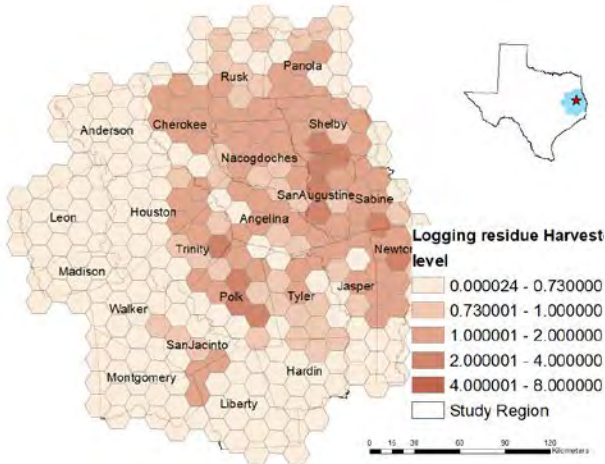 Panola
Rusk
Anderson
Cherokee
Shelby
Nacogdoches
SanAugustine
Sabine
Leon
Houston
Angelina
Trinity
Newton
Madison
Walker
Polk
Tyler
Jasper
SanJacinto
Montgomery
Hardin
Liberty
Logging residue Harveste
level
0.000024 - 0.730000
0.730001 - 1.000000
1.000001 - 2.000000
2.000001 - 4.000000
4.000001 - 8.000000
Study Region
0 15 30 60 90 120
Kilometers